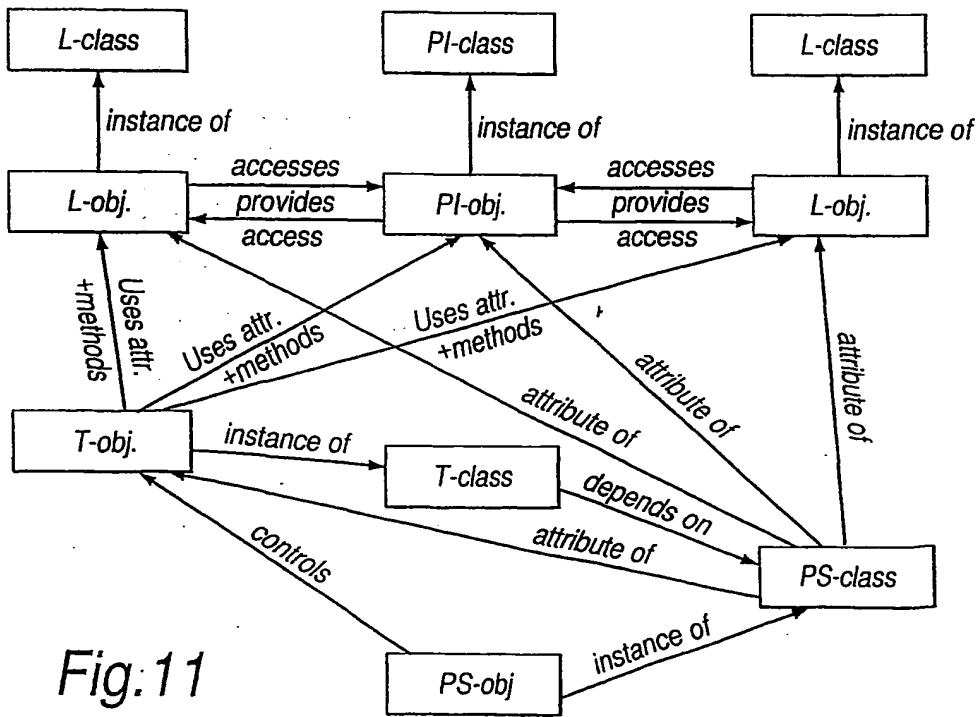 L-class
PI-class
L-class
instance of
instance of
instance of
accesses
accesses
L-obj.
provides
PI-obj.
provides
L-obj.
access
access
Uses attr.
+methods
Uses attr.
+methods
Uses attr.
+methods
attribute of
attribute of
attribute of
T-obj.
instance of
T-class
depends on
controls
attribute of
PS-class
instance of
PS-obj
Fig.11